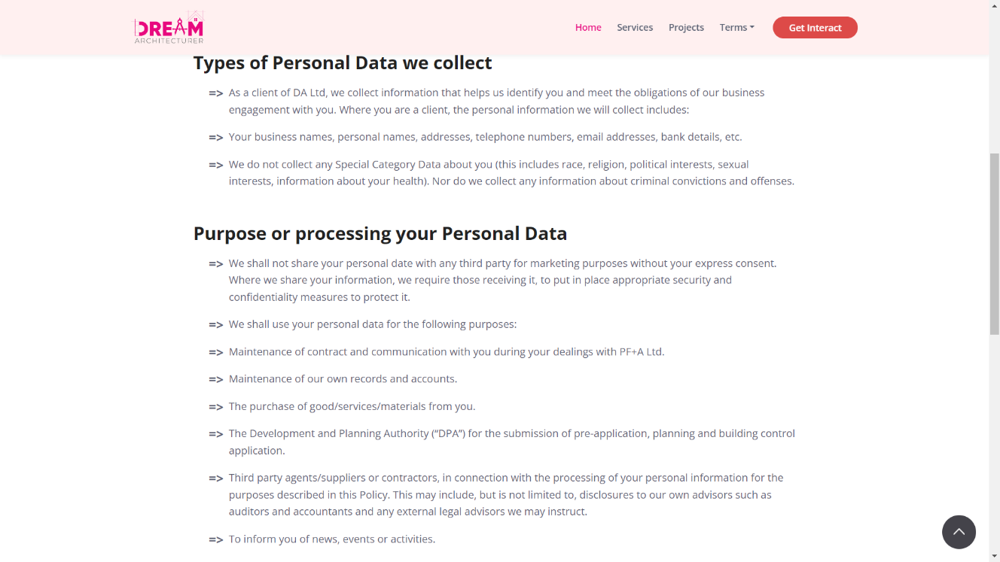 DREAM
ARCHITECTURER
Home
Services
Projects
Terms
Get Interact
Types of Personal Data we collect
=> As a client of DA Ltd, we collect information that helps us identify you and meet the obligations of our business
engagement with you. Where you are a client, the personal information we will collect includes:
=> Your business names, personal names, addresses, telephone numbers, email addresses, bank details, etc.
=> We do not collect any Special Category Data about you (this includes race, religion, political interests, sexual
interests, information about your health). Nor do we collect any information about criminal convictions and offenses.
Purpose or processing your Personal Data
=> We shall not share your personal date with any third party for marketing purposes without your express consent.
Where we share your information, we require those receiving it, to put in place appropriate security and
confidentiality measures to protect it.
=> We shall use your personal data for the following purposes:
=> Maintenance of contract and communication with you during your dealings with PF+A Ltd.
=> Maintenance of our own records and accounts.
=> The purchase of good/services/materials from you.
=> The Development and Planning Authority (“DPA”) for the submission of pre-application, planning and building control
application.
=> Third party agents/suppliers or contractors, in connection with the processing of your personal information for the
purposes described in this Policy. This may include, but is not limited to, disclosures to our own advisors such as
auditors and accountants and any external legal advisors we may instruct.
=> To inform you of news, events or activities.